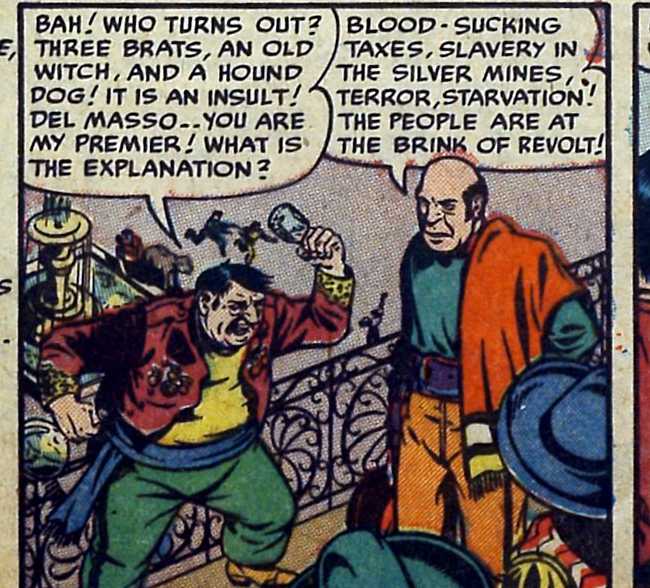 BAH! WHO TURNS OUT?
THREE BRATS, AN OLD
WITCH, AND A HOUND
DOG! IT IS AN INSULT!
DEL MASSO--YOU ARE
MY PREMIER! WHAT IS
THE EXPLANATION?
BLOOD-SUCKING
TAXES, SLAVERY IN
THE SILVER MINES,
TERROR, STARVATION!
THE PEOPLE ARE AT
THE BRINK OF REVOLT!